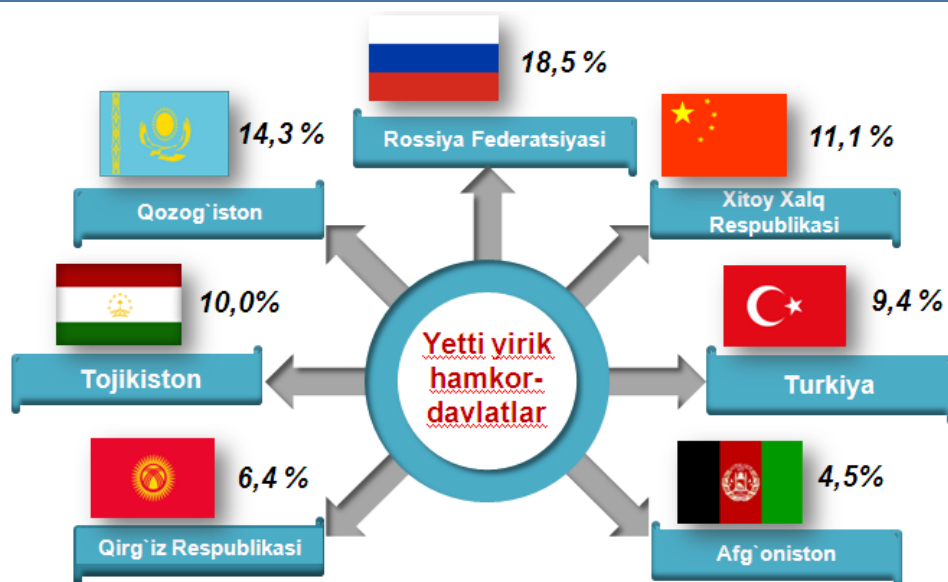 18,5 %
Rossiya Federatsiyasi
14,3 %
Qozog`iston
11,1 %
Xitoy Xalq
Respublikasi
10,0%
Tojikiston
9,4 %
Turkiya
Yetti yirik
hamkor-
davlatlar
6,4 %
Qirg`iz Respublikasi
4,5%
Afg`oniston